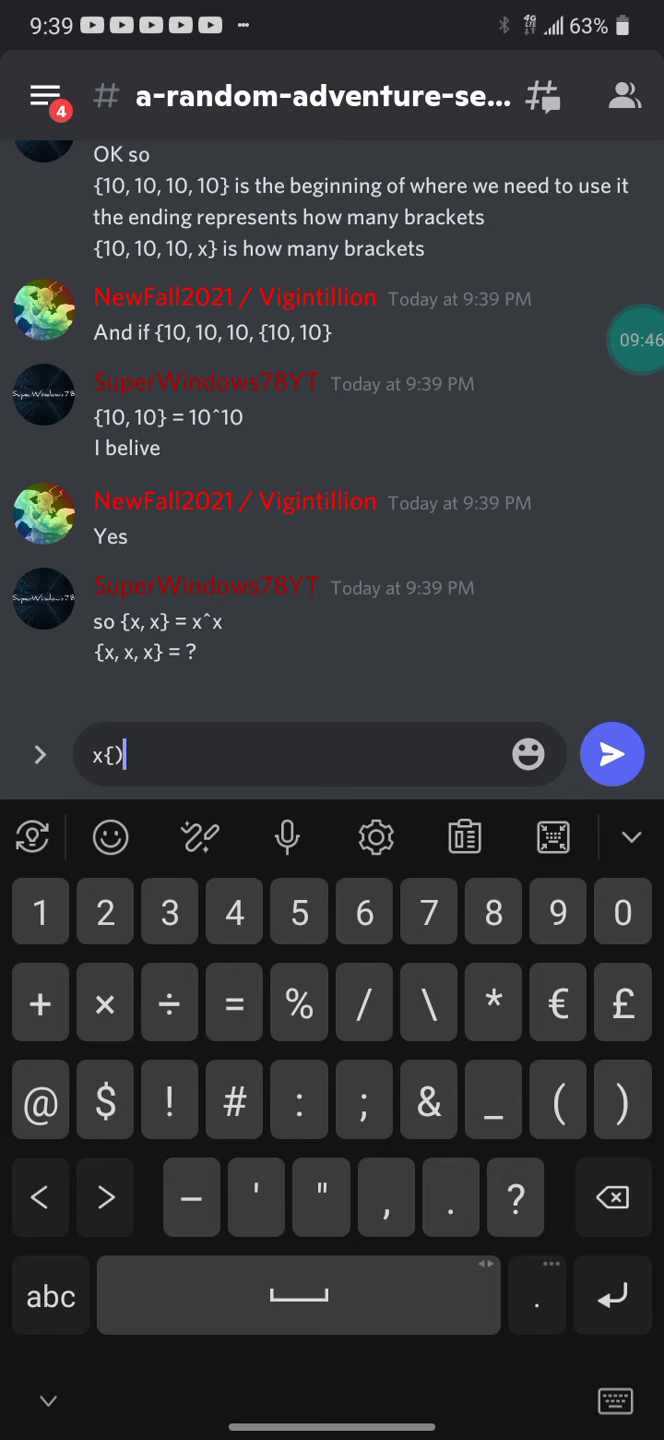 9:39 63%
4
# a-random-adventure-se...
OK so
{10, 10, 10, 10} is the beginning of where we need to use it
the ending represents how many brackets
{10, 10, 10, x} is how many brackets
NewFall2021 / Vigintillion Today at 9:39 PM
And if {10, 10, 10, {10, 10}
09:46
SuperWindows78YT Today at 9:39 PM
{10, 10} = 10^10
I belive
NewFall2021 / Vigintillion Today at 9:39 PM
Yes
SuperWindows78YT Today at 9:39 PM
so {x, x} = x^x
{x, x, x} = ?
x{)
1 2 3 4 5 6 7 8 9 0
+ × ÷ = % / \ * € £
@ $ ! # : ; & _ ( )
< > – ' " , . ?
abc .